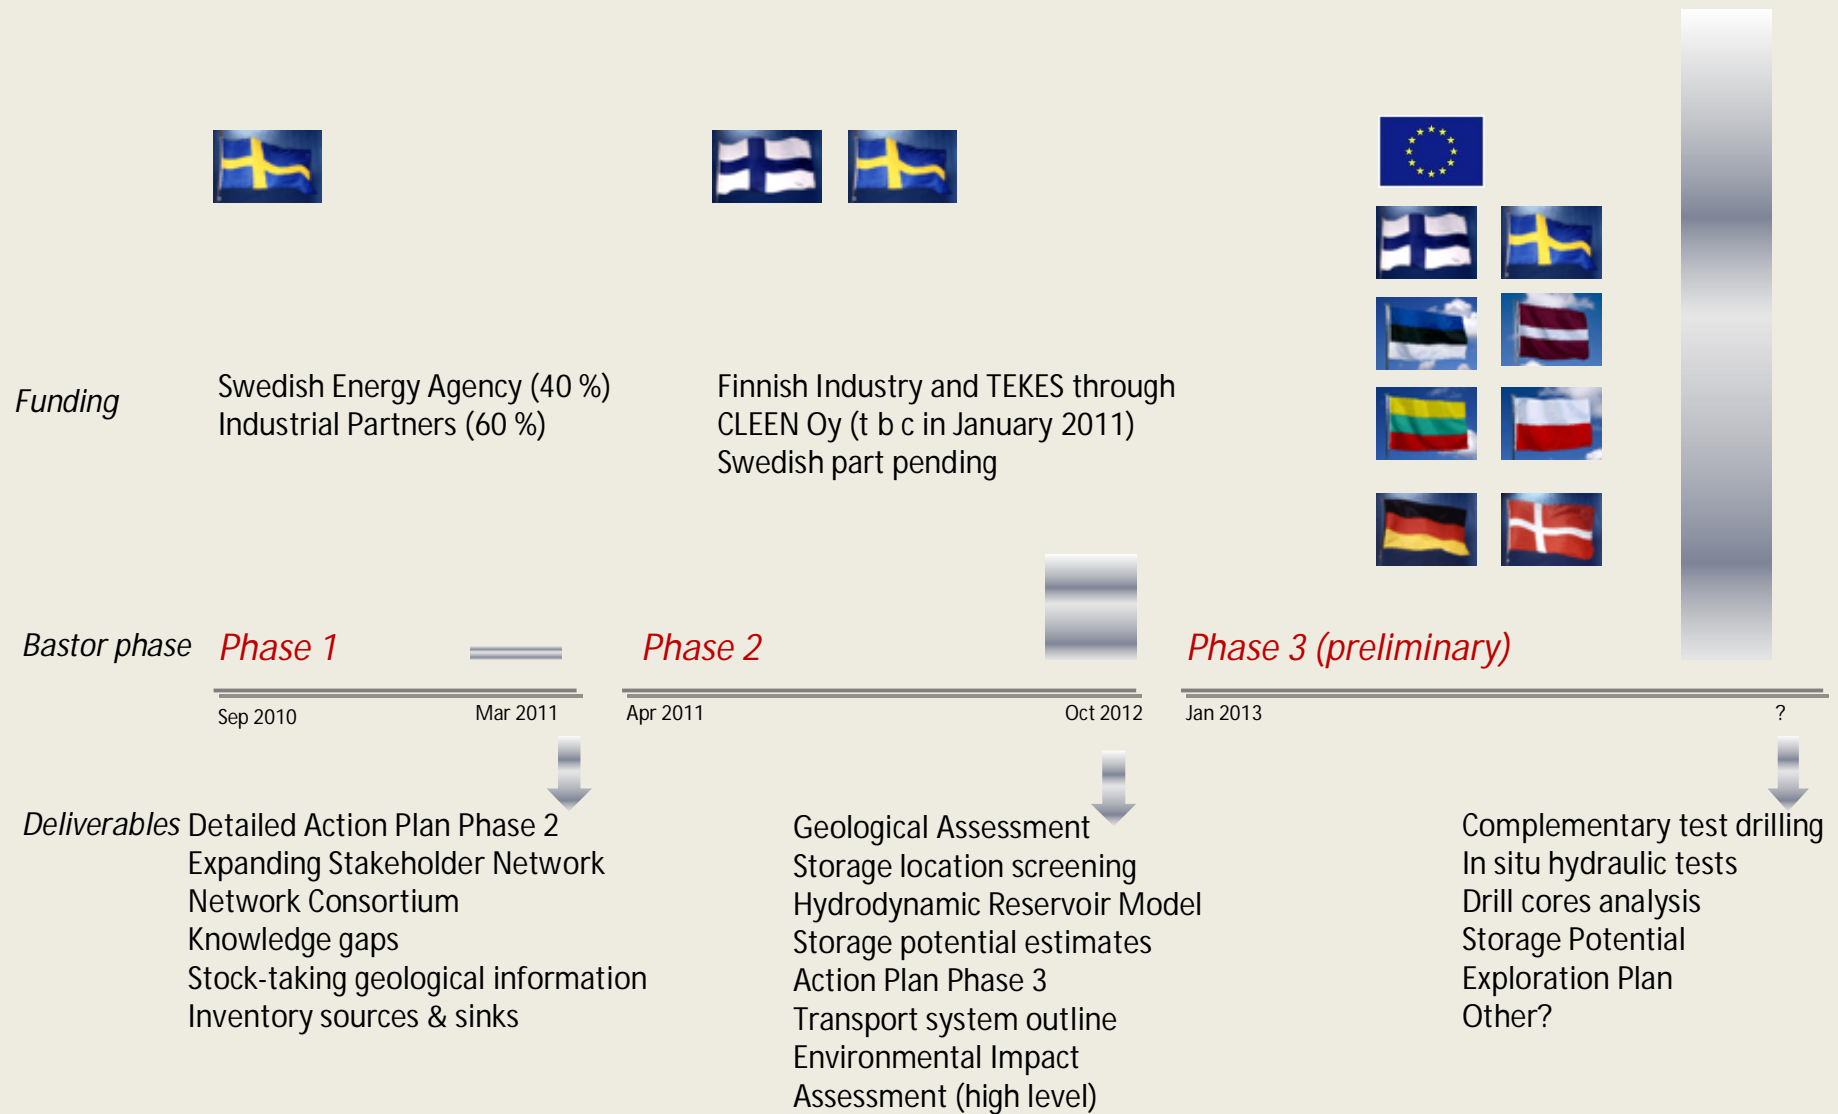 Funding
Swedish Energy Agency (40 %)
Industrial Partners (60 %)
Finnish Industry and TEKES through
CLEEN Oy (t b c in January 2011)
Swedish part pending
Bastor phase
Phase 1
Phase 2
Phase 3 (preliminary)
Sep 2010
Mar 2011
Apr 2011
Oct 2012
Jan 2013
?
Deliverables
Detailed Action Plan Phase 2
Expanding Stakeholder Network
Network Consortium
Knowledge gaps
Stock-taking geological information
Inventory sources & sinks
Geological Assessment
Storage location screening
Hydrodynamic Reservoir Model
Storage potential estimates
Action Plan Phase 3
Transport system outline
Environmental Impact
Assessment (high level)
Complementary test drilling
In situ hydraulic tests
Drill cores analysis
Storage Potential
Exploration Plan
Other?